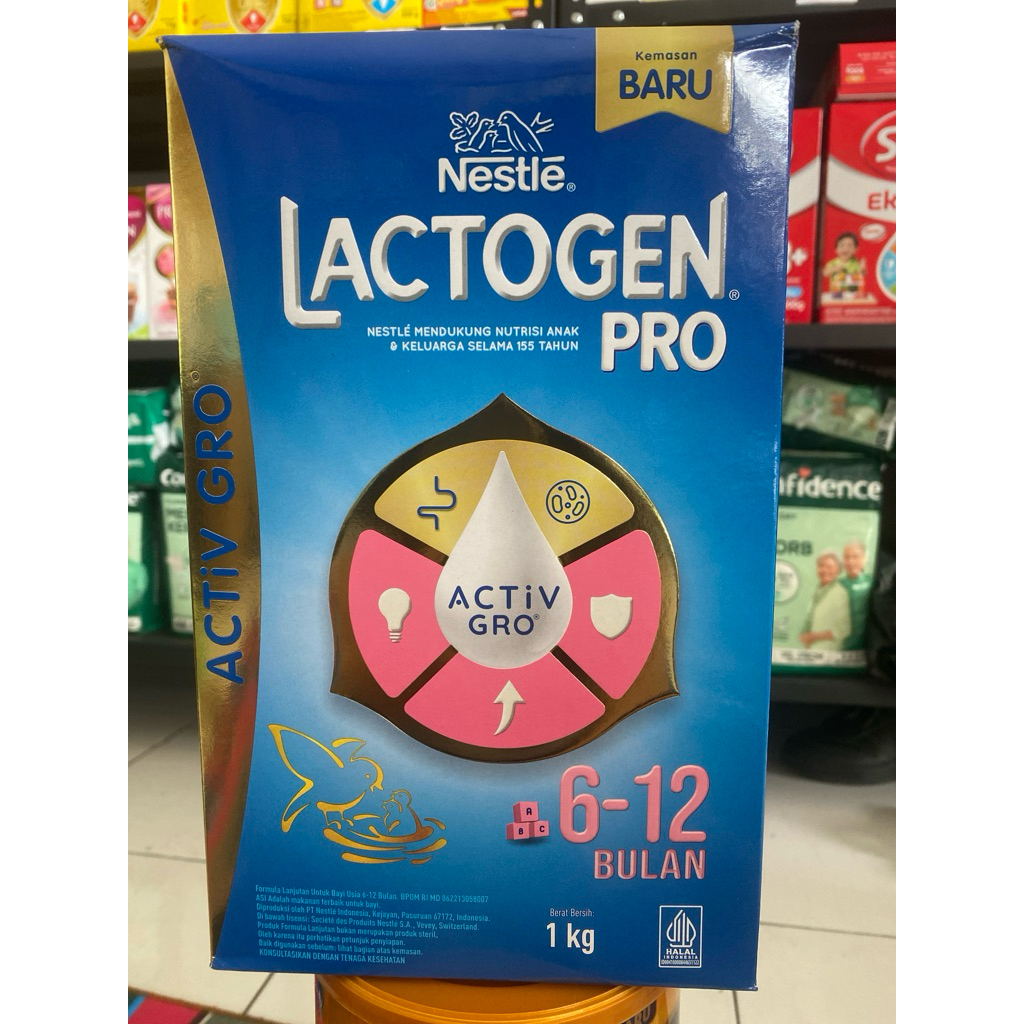 Kemasan
BARU
Nestlé®
LACTOGEN®
PRO
NESTLÉ MENDUKUNG NUTRISI ANAK
& KELUARGA SELAMA 155 TAHUN
ACTiV GRO®
ACTiV
GRO®
6-12
BULAN
A
B C
Formula Lanjutan Untuk Bayi Usia 6-12 Bulan. BPOM RI MD 862213058007
ASI Adalah makanan terbaik untuk bayi.
Diproduksi oleh PT Nestlé Indonesia, Kejayan, Pasuruan 67172, Indonesia.
Di bawah lisensi: Société des Produits Nestlé S.A., Vevey, Switzerland.
Produk Formula Lanjutan bukan merupakan produk steril,
Oleh karena itu perhatikan petunjuk penyiapan.
Baik digunakan sebelum: lihat bagian atas kemasan.
KONSULTASIKAN DENGAN TENAGA KESEHATAN
Berat Bersih:
1 kg
HALAL
INDONESIA
nfidence
ORB
Co